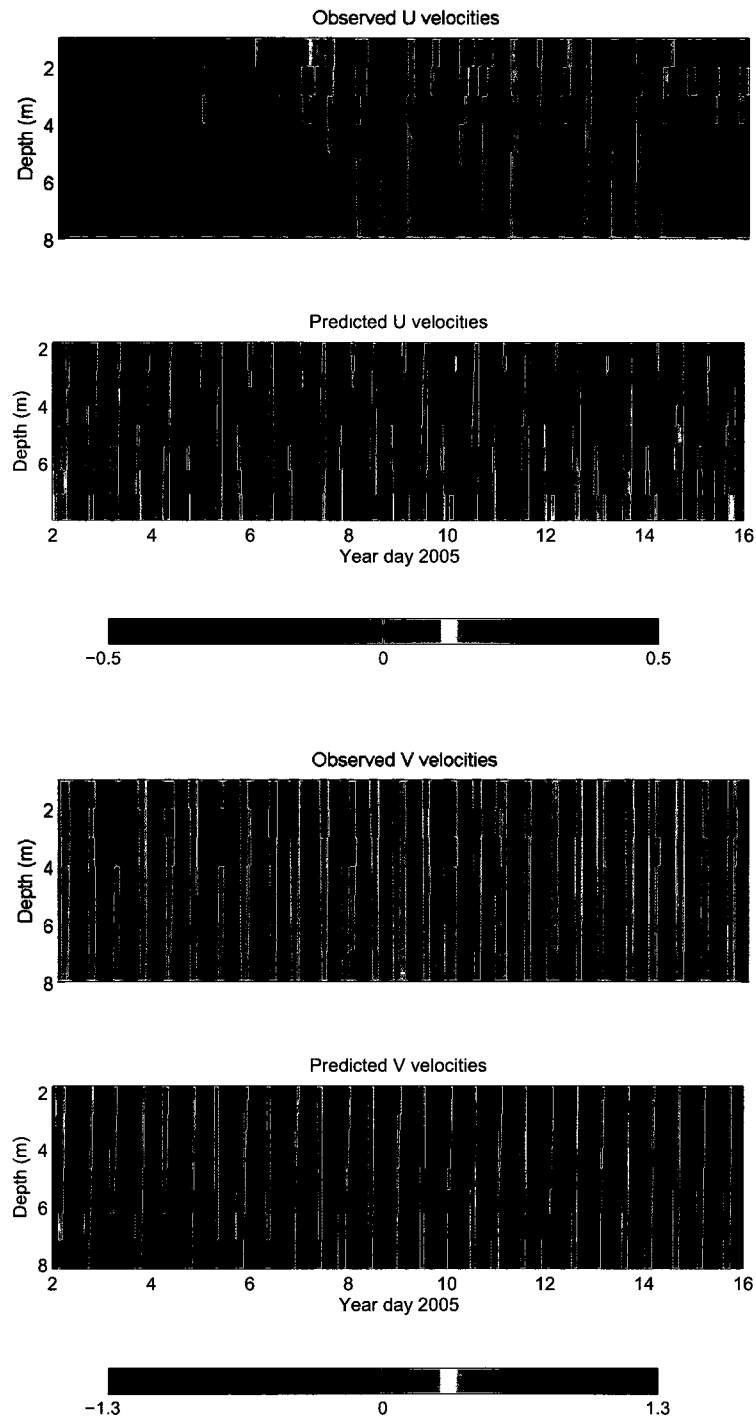 Observed U velocities
Depth (m)
2
4
6
8
Predicted U velocities
Depth (m)
2
4
6
2 4 6 8 10 12 14 16
Year day 2005
−0.5 0 0.5
Observed V velocities
Depth (m)
2
4
6
8
Predicted V velocities
Depth (m)
2
4
6
8
2 4 6 8 10 12 14 16
Year day 2005
−1.3 0 1.3